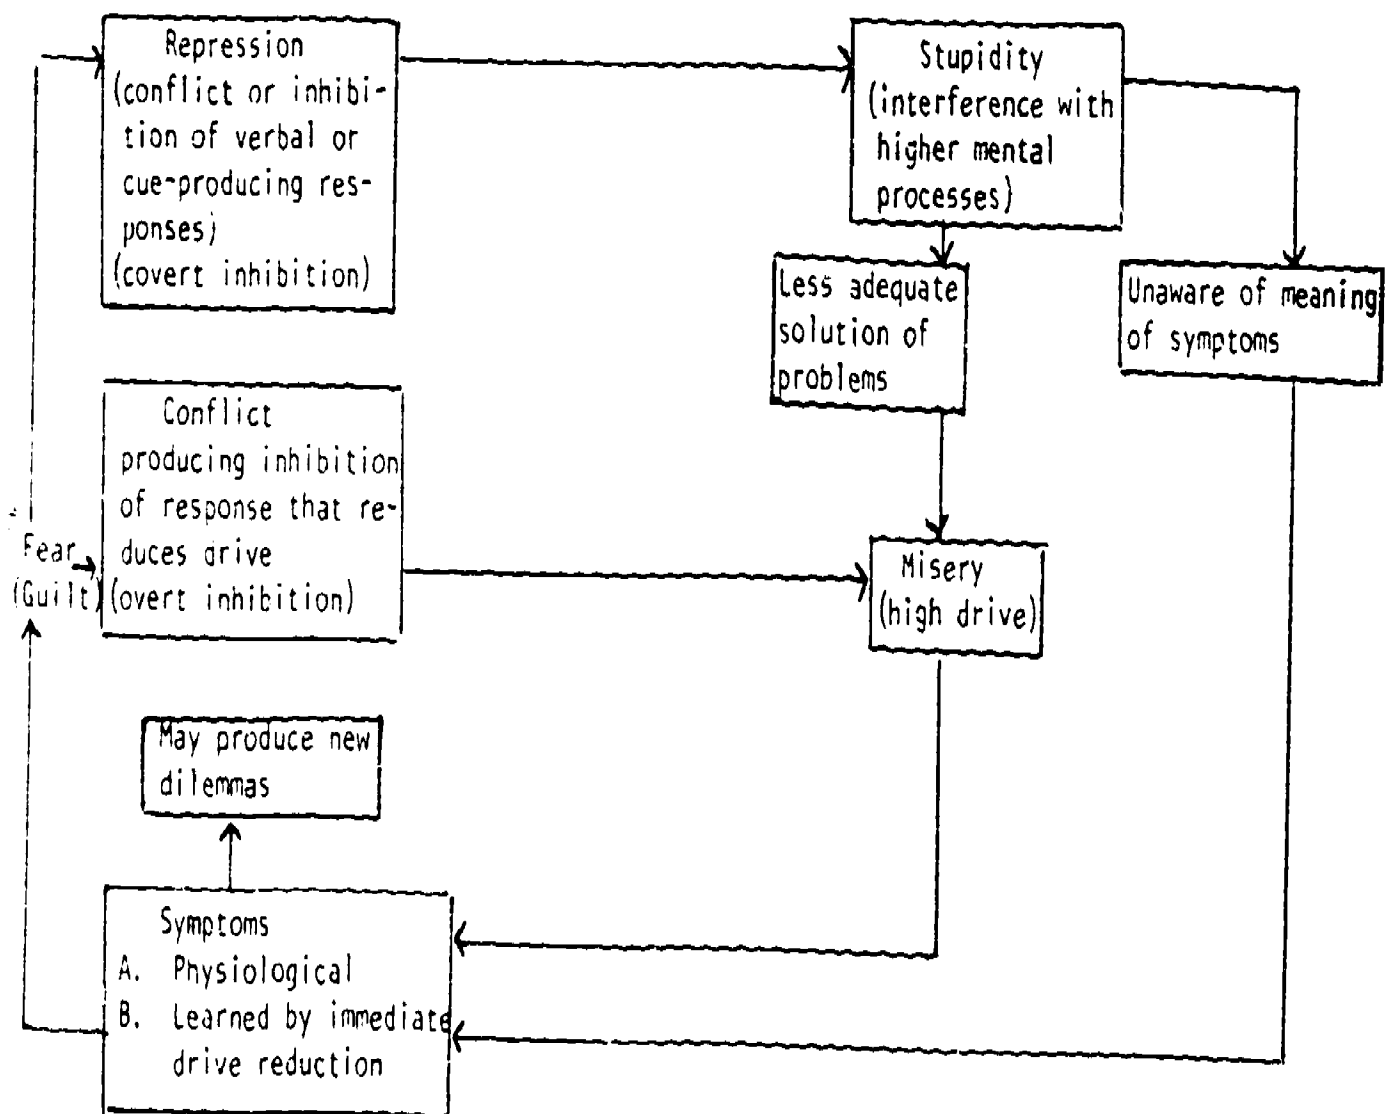 Repression
(conflict or inhibi-
tion of verbal or
cue-producing res-
ponses)
(covert inhibition)
Stupidity
(interference with
higher mental
processes)
Less adequate
solution of
problems
Unaware of meaning
of symptoms
Conflict
producing inhibition
of response that re-
duces drive
(overt inhibition)
Fear
(Guilt)
Misery
(high drive)
May produce new
dilemmas
Symptoms
A. Physiological
B. Learned by immediate
drive reduction